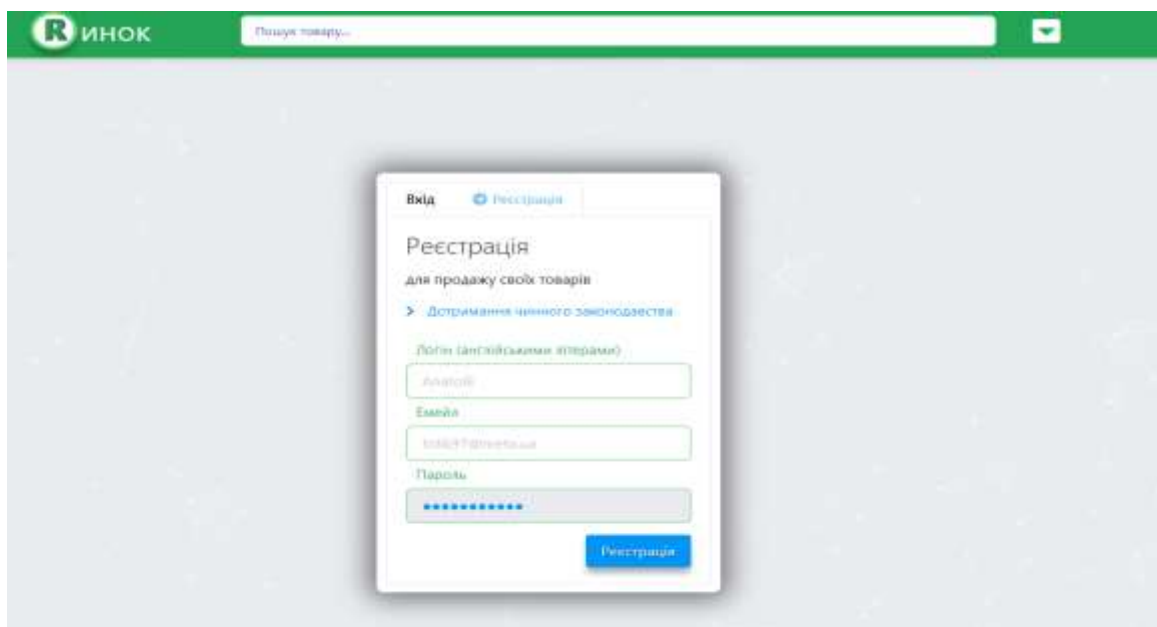 Rинок
Пошук товару...
Вхід
Реєстрація
Реєстрація
для продажу своїх товарів
Дотримання чинного законодавства
Логін (англійськими літерами)
Anatolii
Емейл
Пароль
Реєстрація